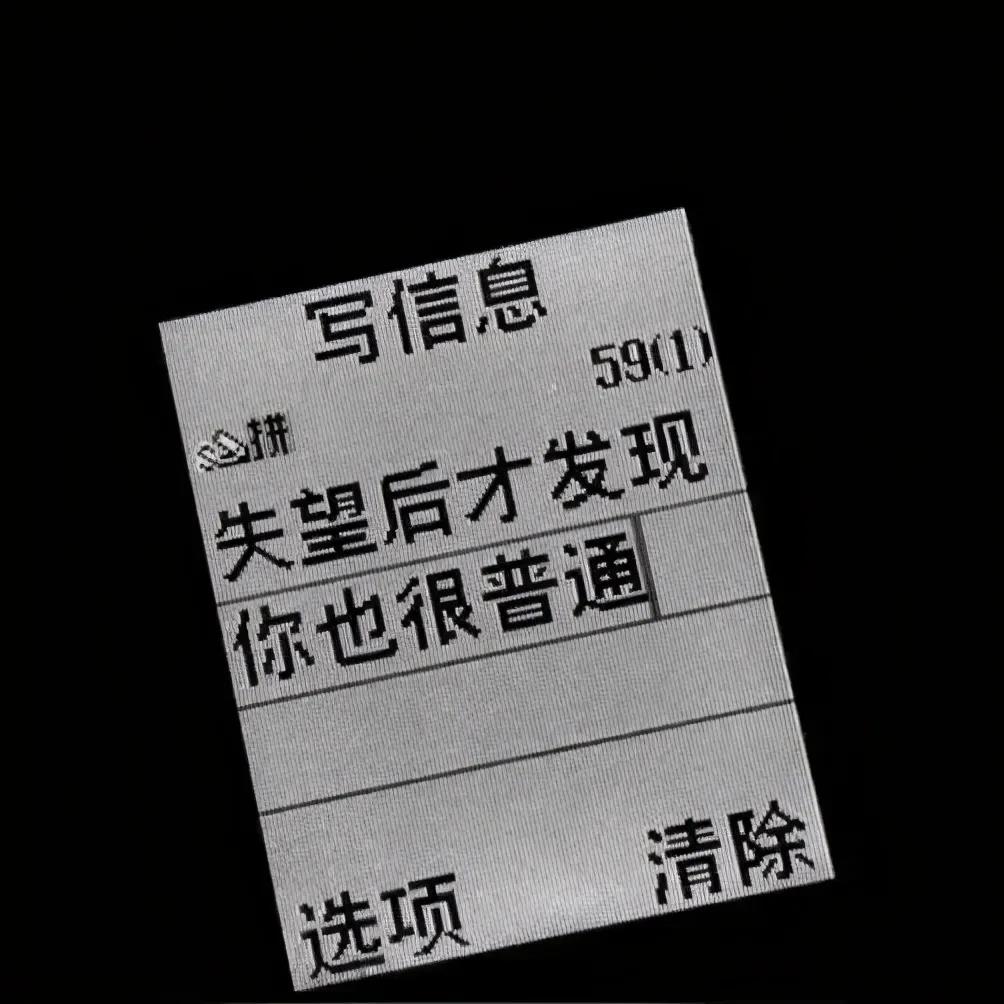 写信息
59(1)
拼
失望后才发现
你也很普通
选项 清除